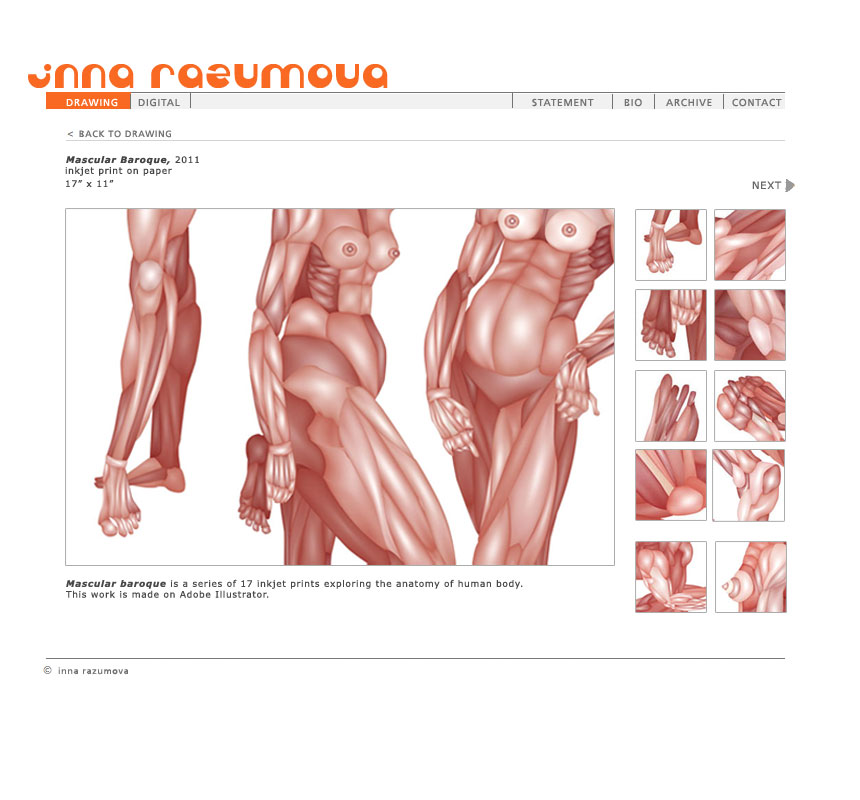 inna razumova
DRAWING DIGITAL STATEMENT BIO ARCHIVE CONTACT
< BACK TO DRAWING
Mascular Baroque, 2011
inkjet print on paper
17” x 11”
NEXT
Mascular baroque is a series of 17 inkjet prints exploring the anatomy of human body.
This work is made on Adobe Illustrator.
© inna razumova